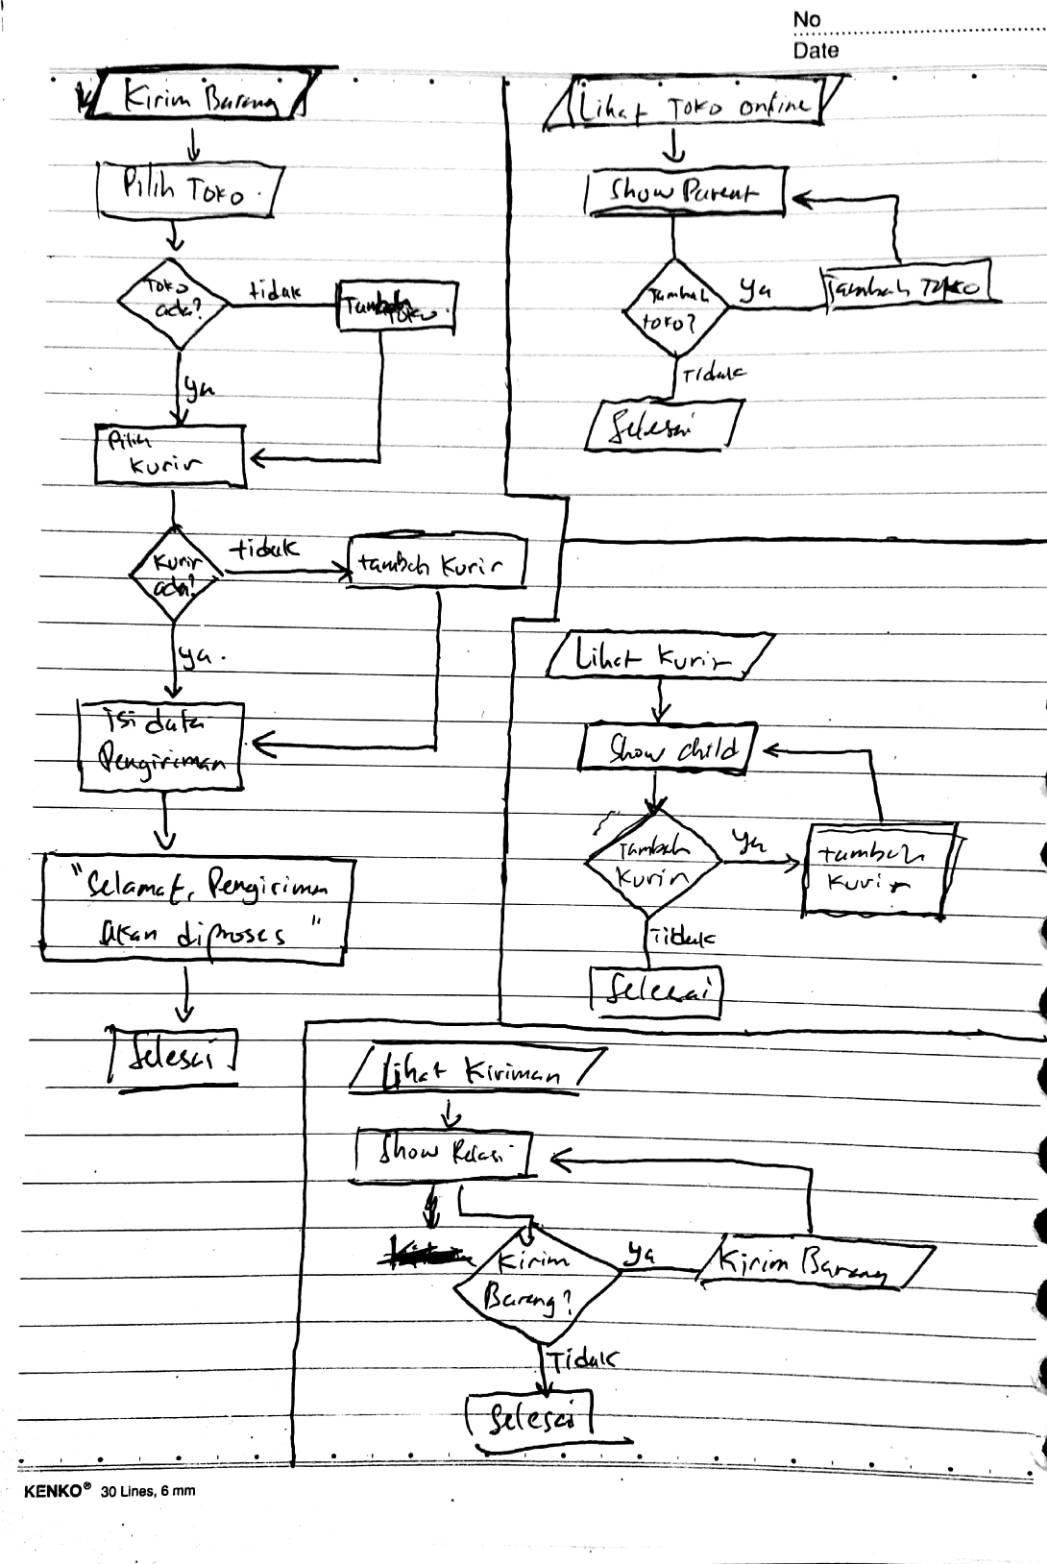 No
Date
Kirim Barang
Pilih Toko.
Toko
ada?
tidak
Tambah
Toko
ya
Pilih
Kurir
Kurir
ada?
tidak
tambah Kurir
ya.
isi data
Pengiriman
"Selamat, Pengiriman
Akan diproses"
Selesai
Lihat Toko online
Show Parent
Tambah
toko?
ya
Tambah Toko
Tidak
Selesai
Lihat Kurir
Show child
Tambah
Kurir
Ya
tambah
Kurir
Tidak
Selesai
Lihat Kiriman
Show Relasi
Kirim
Barang?
ya
Kirim Barang
Tidak
Selesai
KENKO® 30 Lines, 6 mm